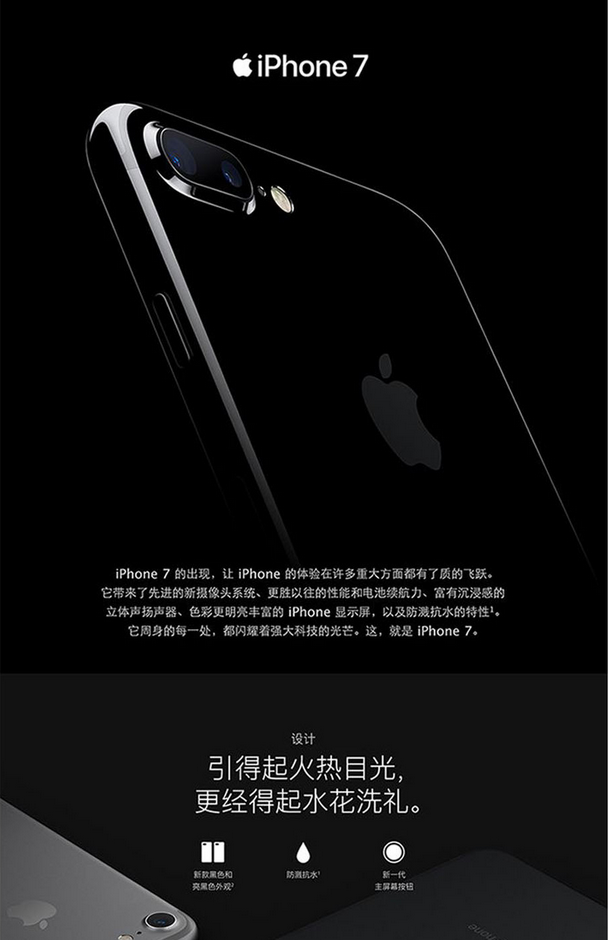 iPhone 7
iPhone 7 的出现，让 iPhone 的体验在许多重大方面都有了质的飞跃。
它带来了先进的新摄像头系统、更胜以往的性能和电池续航力、富有沉浸感的
立体声扬声器、色彩更明亮丰富的 iPhone 显示屏，以及防溅抗水的特性¹。
它周身的每一处，都闪耀着强大科技的光芒。这，就是 iPhone 7。
设计
引得起火热目光，
更经得起水花洗礼。
新款黑色和
亮黑色外观²
防溅抗水¹
新一代
主屏幕按钮
iPhone